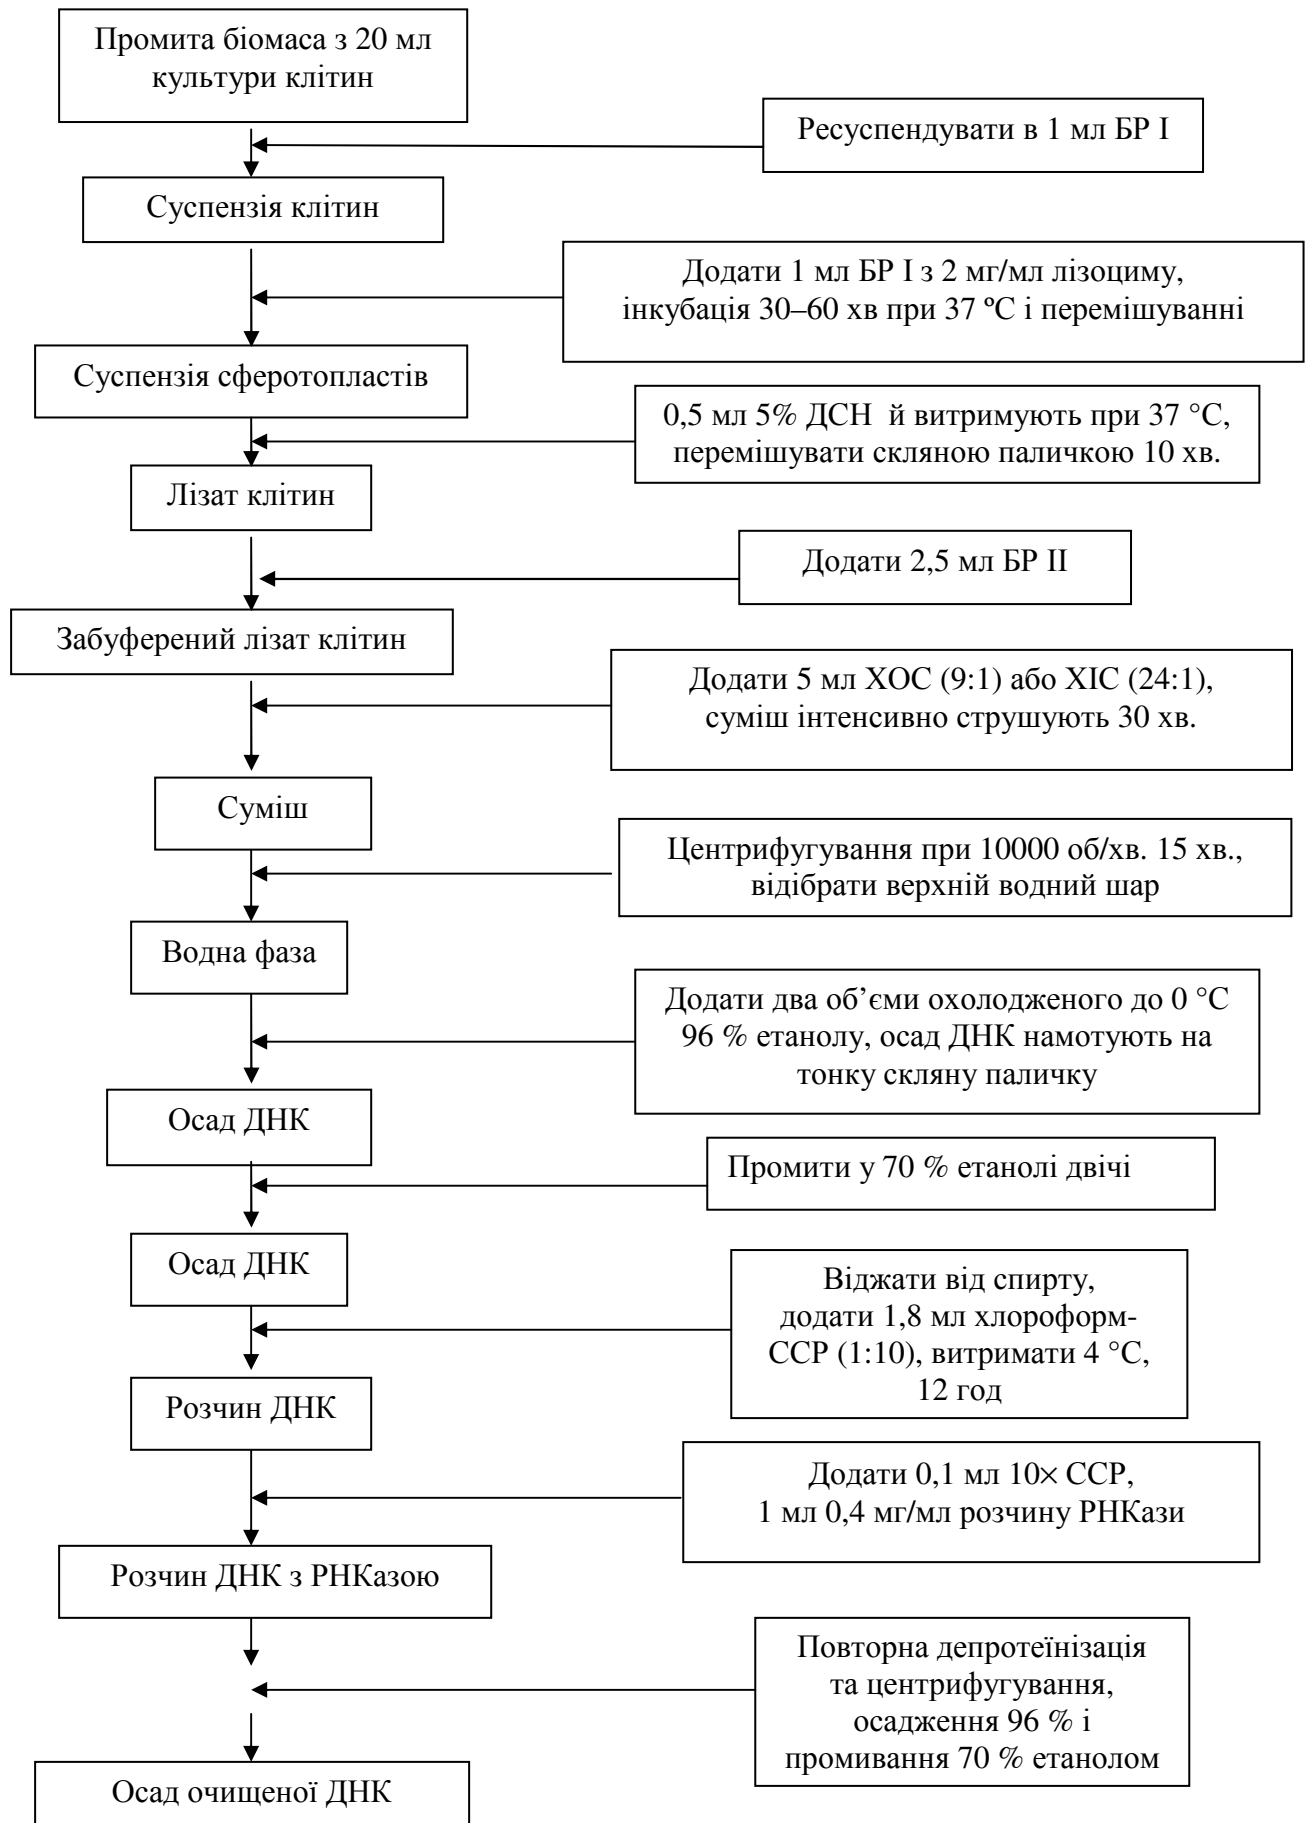 Промита біомаса з 20 мл
культури клітин
Ресуспендувати в 1 мл БР I
Суспензія клітин
Додати 1 мл БР I з 2 мг/мл лізоциму,
інкубація 30–60 хв при 37 ºС і перемішуванні
Суспензія сферотопластів
0,5 мл 5% ДСН й витримують при 37 °С,
перемішувати скляною паличкою 10 хв.
Лізат клітин
Додати 2,5 мл БР II
Забуферений лізат клітин
Додати 5 мл ХОС (9:1) або ХІС (24:1),
суміш інтенсивно струшують 30 хв.
Суміш
Центрифугування при 10000 об/хв. 15 хв.,
відібрати верхній водний шар
Водна фаза
Додати два об’єми охолодженого до 0 °С
96 % етанолу, осад ДНК намотують на
тонку скляну паличку
Осад ДНК
Промити у 70 % етанолі двічі
Осад ДНК
Віджати від спирту,
додати 1,8 мл хлороформ-
ССР (1:10), витримати 4 °С,
12 год
Розчин ДНК
Додати 0,1 мл 10× ССР,
1 мл 0,4 мг/мл розчину РНКази
Розчин ДНК з РНКазою
Повторна депротеїнізація
та центрифугування,
осадження 96 % і
промивання 70 % етанолом
Осад очищеної ДНК